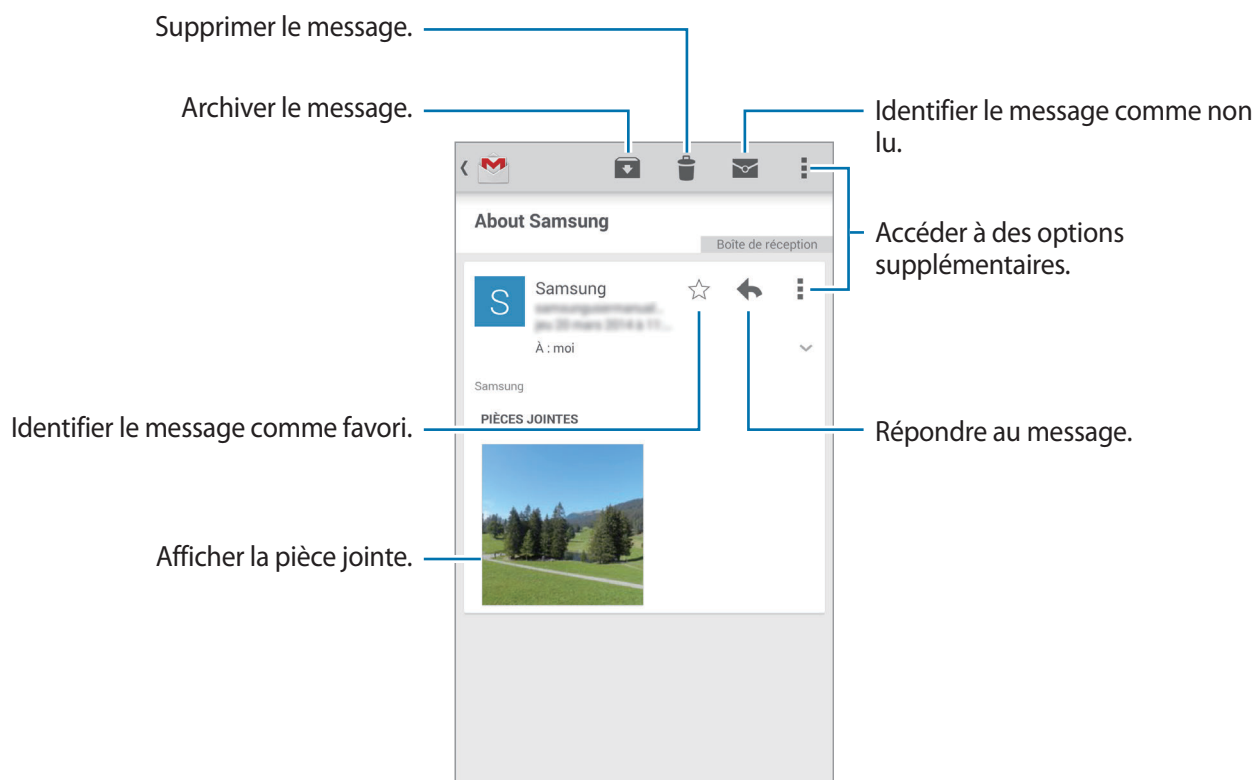 Supprimer le message.
Archiver le message.
Identifier le message comme non
lu.
About Samsung
Boîte de réception
Accéder à des options
supplémentaires.
S
Samsung
À : moi
Samsung
PIÈCES JOINTES
Identifier le message comme favori.
Répondre au message.
Afficher la pièce jointe.